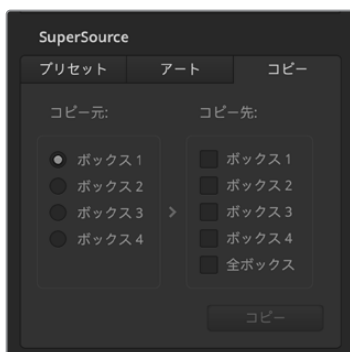 SuperSource
プリセット アート コピー
コピー元: コピー先:
ボックス 1 ボックス 1
ボックス 2 ボックス 2
ボックス 3 > ボックス 3
ボックス 4 ボックス 4
全ボックス
コピー